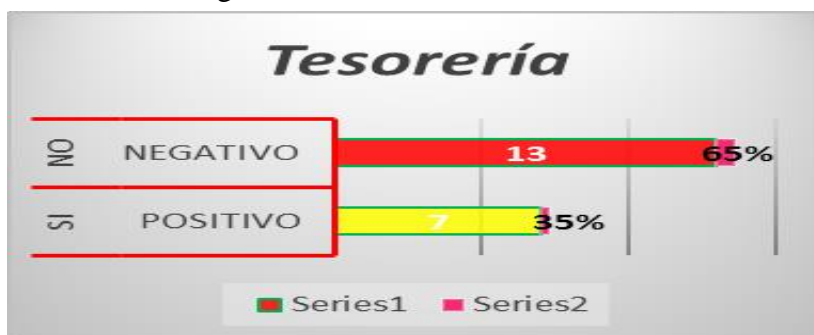 Tesorería
NO NEGATIVO 13 65%
SI POSITIVO 7 35%
Series1 Series2